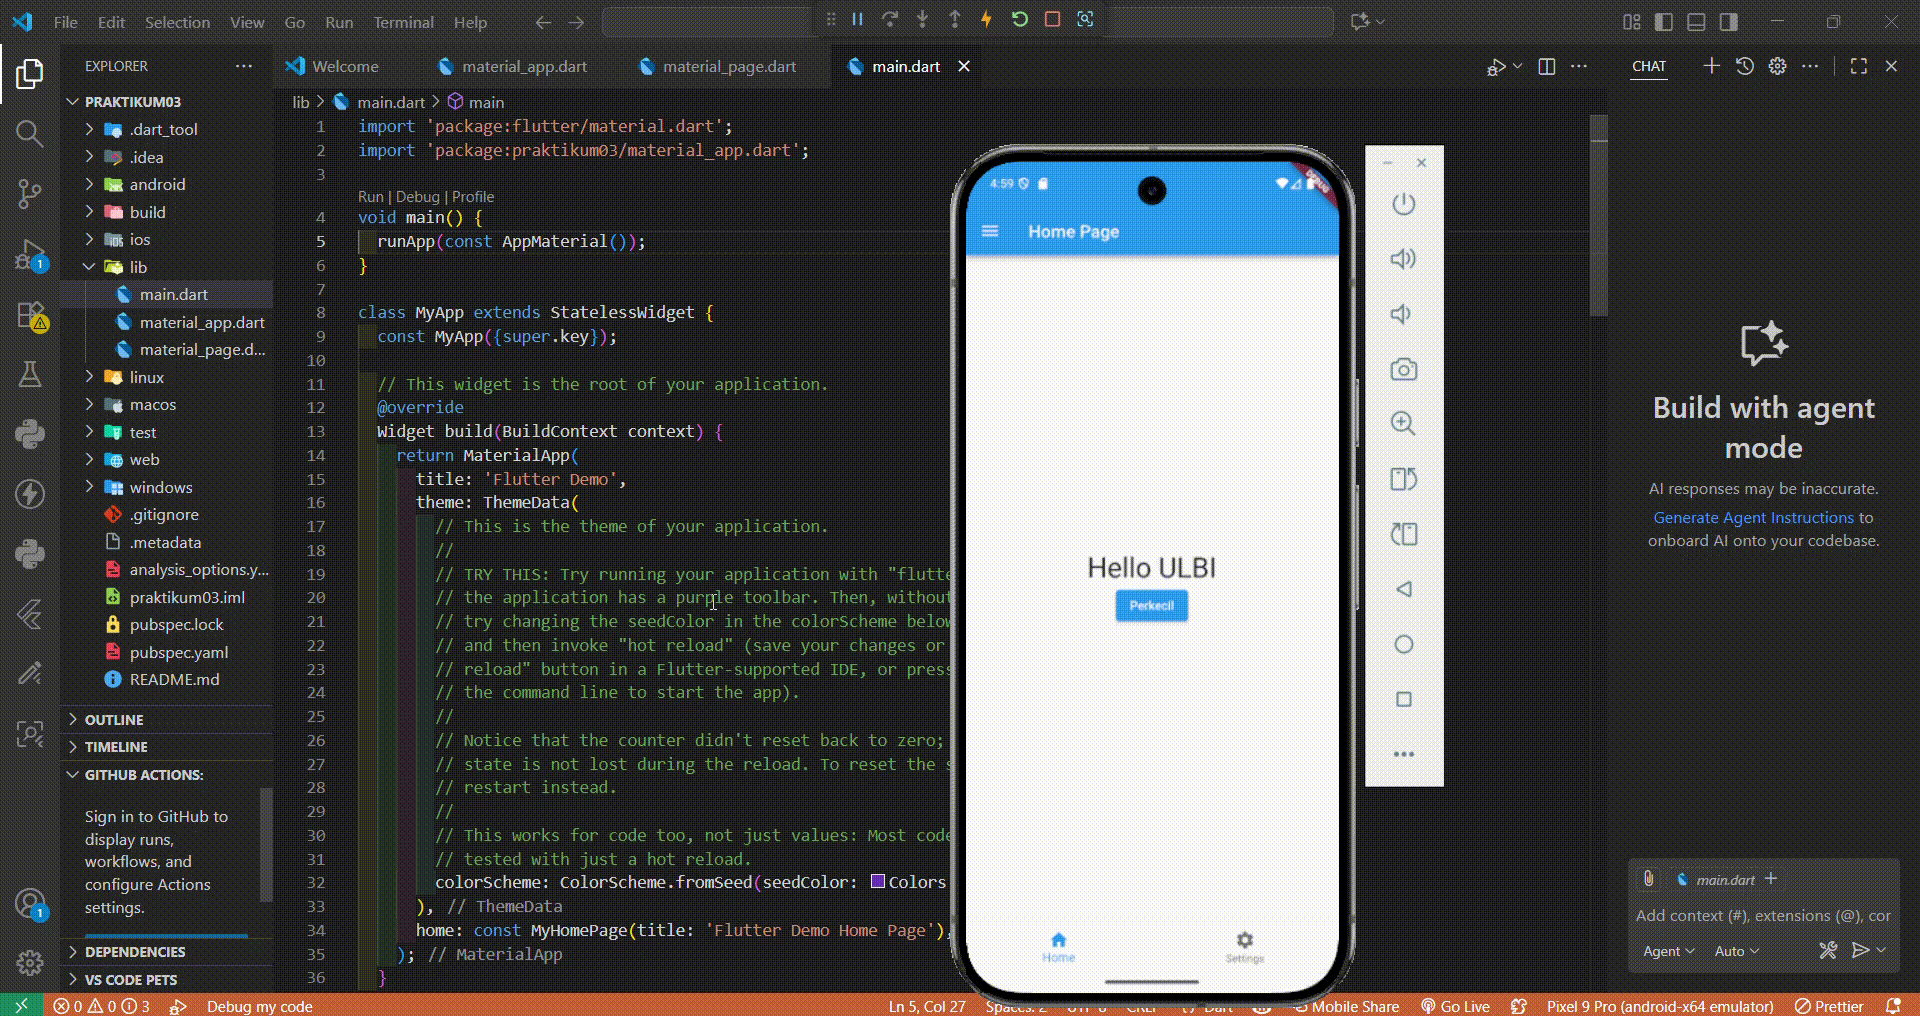 File Edit Selection View Go Run Terminal Help
EXPLORER
PRAKTIKUM03
.dart_tool
.idea
android
build
ios
lib
main.dart
material_app.dart
material_page.d...
linux
macos
test
web
windows
.gitignore
.metadata
analysis_options.y...
praktikum03.iml
pubspec.lock
pubspec.yaml
README.md
OUTLINE
TIMELINE
GITHUB ACTIONS:
Sign in to GitHub to
display runs,
workflows, and
configure Actions
settings.
DEPENDENCIES
VS CODE PETS
Welcome material_app.dart material_page.dart main.dart
lib > main.dart > main
1 import 'package:flutter/material.dart';
2 import 'package:praktikum03/material_app.dart';
3
Run | Debug | Profile
4 void main() {
5 runApp(const AppMaterial());
6 }
7
8 class MyApp extends StatelessWidget {
9 const MyApp({super.key});
10
11 // This widget is the root of your application.
12 @override
13 Widget build(BuildContext context) {
14 return MaterialApp(
15 title: 'Flutter Demo',
16 theme: ThemeData(
17 // This is the theme of your application.
18 //
19 // TRY THIS: Try running your application with "flutte
20 // the application has a purple toolbar. Then, without
21 // try changing the seedColor in the colorScheme below
22 // and then invoke "hot reload" (save your changes or
23 // reload" button in a Flutter-supported IDE, or press
24 // the command line to start the app).
25 //
26 // Notice that the counter didn't reset back to zero;
27 // state is not lost during the reload. To reset the s
28 // restart instead.
29 //
30 // This works for code too, not just values: Most code
31 // tested with just a hot reload.
32 colorScheme: ColorScheme.fromSeed(seedColor: Colors
33 ), // ThemeData
34 home: const MyHomePage(title: 'Flutter Demo Home Page'),
35 ); // MaterialApp
36 }
4:59
DEBUG
Home Page
Hello ULBI
Perkecil
Home
Settings
CHAT
Build with agent
mode
AI responses may be inaccurate.
Generate Agent Instructions to
onboard AI onto your codebase.
main.dart
Add context (#), extensions (@), cor
Agent Auto
0 0 3 Debug my code Ln 5, Col 27 Spaces: 2 UTF-8 CRLF {} Dart Mobile Share Go Live Pixel 9 Pro (android-x64 emulator) Prettier
1
1